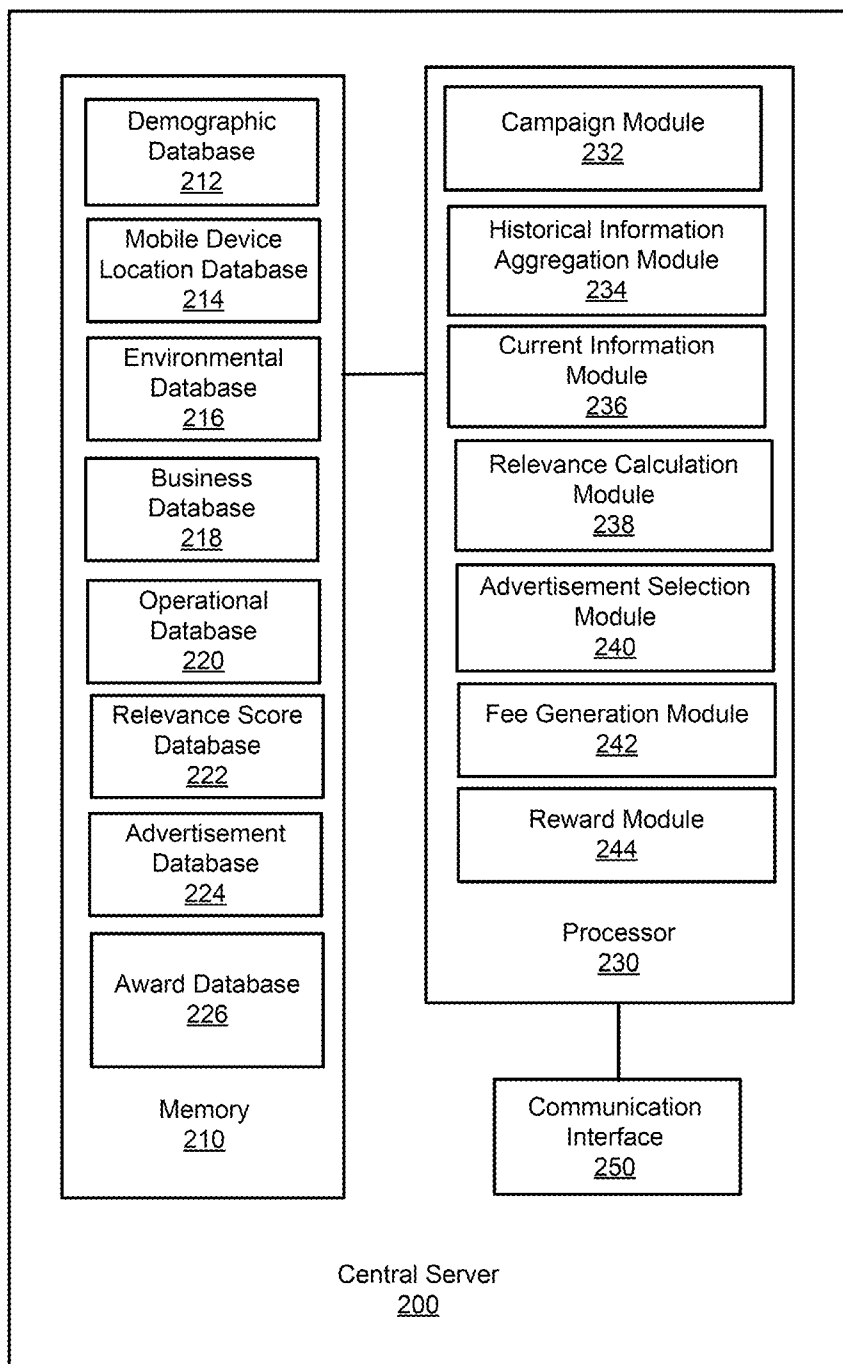 Demographic
Database
212
Mobile Device
Location Database
214
Environmental
Database
216
Business
Database
218
Operational
Database
220
Relevance Score
Database
222
Advertisement
Database
224
Award Database
226
Memory
210
Campaign Module
232
Historical Information
Aggregation Module
234
Current Information
Module
236
Relevance Calculation
Module
238
Advertisement Selection
Module
240
Fee Generation Module
242
Reward Module
244
Processor
230
Communication
Interface
250
Central Server
200